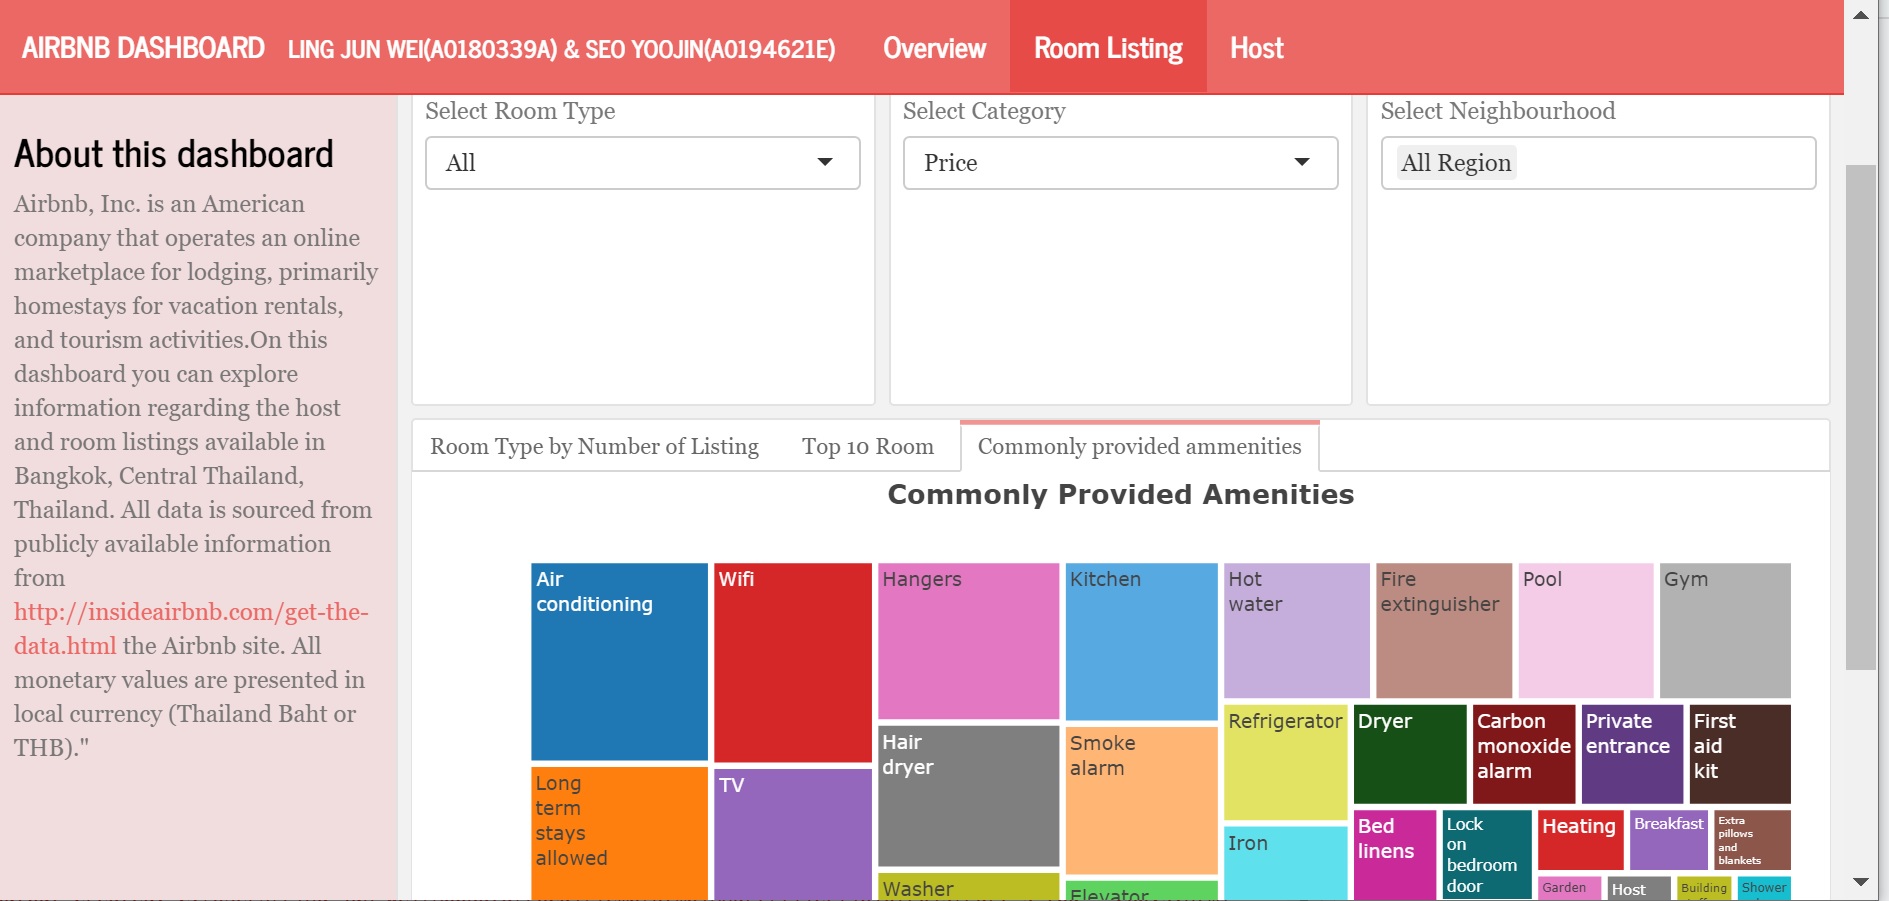 AIRBNB DASHBOARD LING JUN WEI(A0180339A) & SEO YOOJIN(A0194621E) Overview Room Listing Host
About this dashboard
Airbnb, Inc. is an American
company that operates an online
marketplace for lodging, primarily
homestays for vacation rentals,
and tourism activities.On this
dashboard you can explore
information regarding the host
and room listings available in
Bangkok, Central Thailand,
Thailand. All data is sourced from
publicly available information
from
http://insideairbnb.com/get-the-
data.html the Airbnb site. All
monetary values are presented in
local currency (Thailand Baht or
THB)."
Select Room Type
All
Select Category
Price
Select Neighbourhood
All Region
Room Type by Number of Listing Top 10 Room Commonly provided ammenities
Commonly Provided Amenities
Air
conditioning
Long
term
stays
allowed
Wifi
TV
Hangers
Hair
dryer
Washer
Kitchen
Smoke
alarm
Elevator
Hot
water
Fire
extinguisher
Pool
Gym
Refrigerator
Iron
Dryer
Carbon
monoxide
alarm
Private
entrance
First
aid
kit
Bed
linens
Lock
on
bedroom
door
Heating
Breakfast
Extra
pillows
and
blankets
Garden
Host
Building
Shower